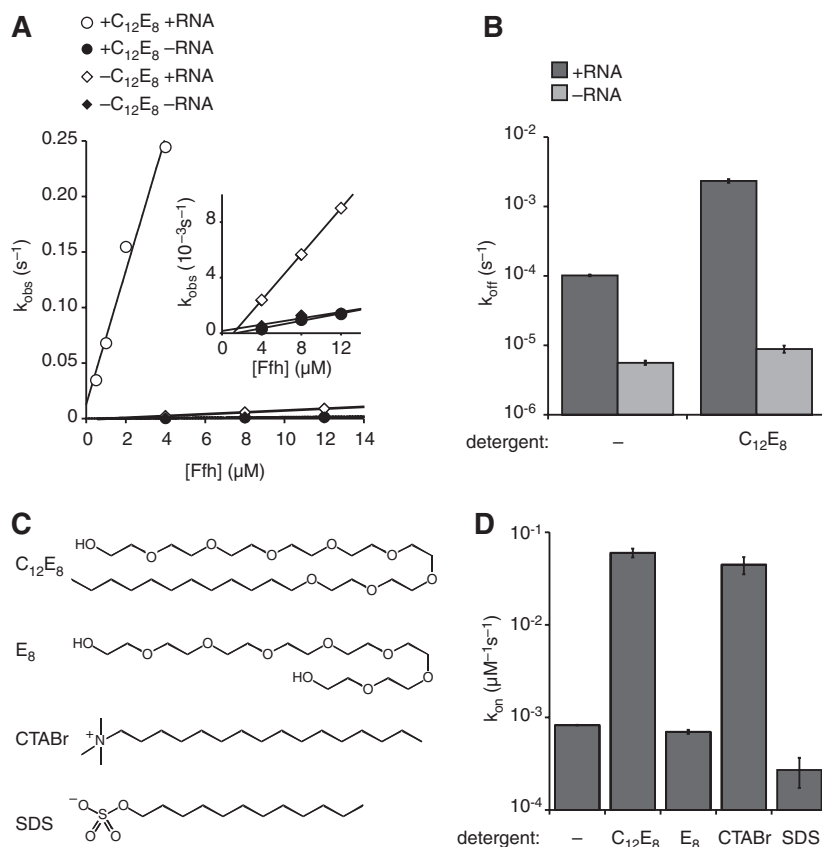 A
+C₁₂E₈ +RNA
+C₁₂E₈ –RNA
–C₁₂E₈ +RNA
–C₁₂E₈ –RNA
0.25
0.20
0.15
0.10
0.05
0
k_obs (s⁻¹)
0 2 4 6 8 10 12 14
[Ffh] (µM)
8
4
0
k_obs (10⁻³s⁻¹)
0 4 8 12
[Ffh] (µM)
B
+RNA
–RNA
10⁻²
10⁻³
10⁻⁴
10⁻⁵
10⁻⁶
k_off (s⁻¹)
detergent: – C₁₂E₈
C
C₁₂E₈
HO O O O O O
O O O
E₈
HO O O O O O
HO O O
CTABr
N +
SDS
⁻O O
S
O O
D
10⁻¹
10⁻²
10⁻³
10⁻⁴
k_on (µM⁻¹s⁻¹)
detergent: – C₁₂E₈ E₈ CTABr SDS